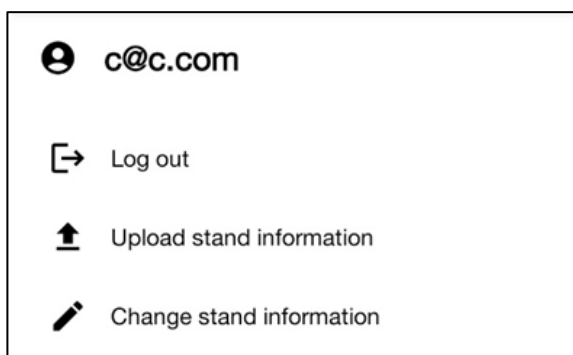 c@c.com
Log out
Upload stand information
Change stand information